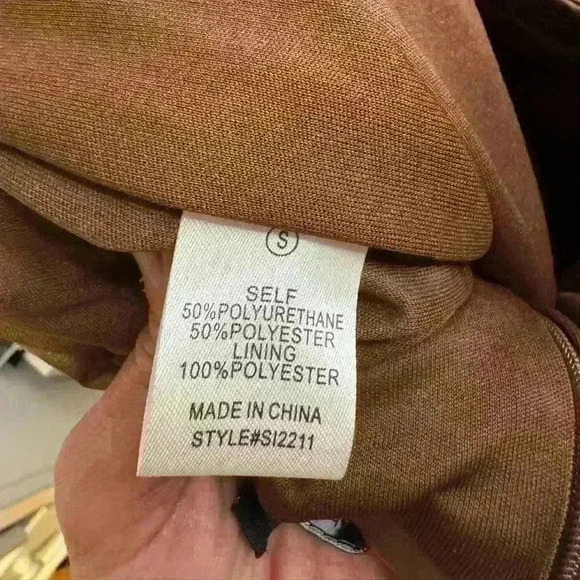 S
SELF
50%POLYURETHANE
50%POLYESTER
LINING
100%POLYESTER
MADE IN CHINA
STYLE#SI2211